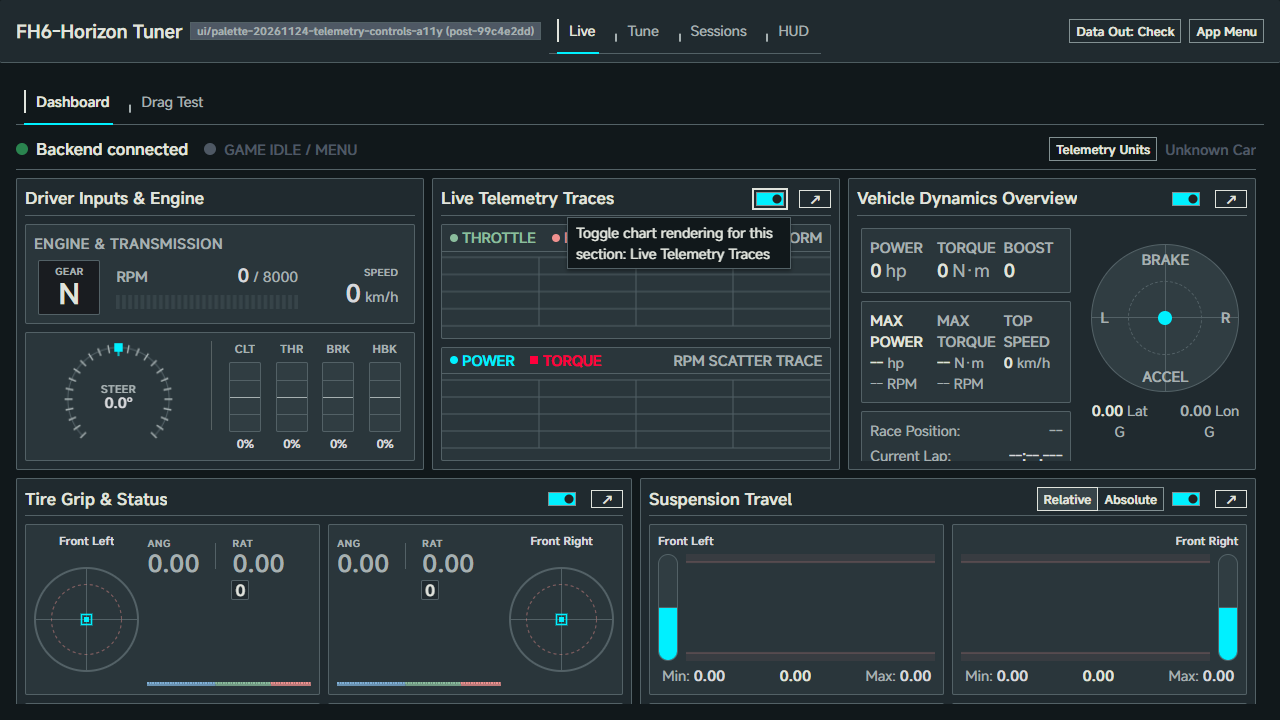 FH6-Horizon Tuner
ui/palette-20261124-telemetry-controls-a11y (post-99c4e2dd)
Live
Tune
Sessions
HUD
Data Out: Check
App Menu
Dashboard
Drag Test
Backend connected
GAME IDLE / MENU
Telemetry Units
Unknown Car
Driver Inputs & Engine
ENGINE & TRANSMISSION
GEAR
N
RPM
0 / 8000
SPEED
0 km/h
STEER
0.0°
CLT
THR
BRK
HBK
0%
0%
0%
0%
Live Telemetry Traces
↗
THROTTLE
ORM
Toggle chart rendering for this
section: Live Telemetry Traces
POWER
TORQUE
RPM SCATTER TRACE
Vehicle Dynamics Overview
↗
POWER
TORQUE
BOOST
0 hp
0 N·m
0
MAX
POWER
-- hp
-- RPM
MAX
TORQUE
-- N·m
-- RPM
TOP
SPEED
0 km/h
Race Position:
--
Current Lap:
--:--.---
BRAKE
L
R
ACCEL
0.00 Lat
G
0.00 Lon
G
Tire Grip & Status
↗
Front Left
ANG
0.00
RAT
0.00
0
ANG
0.00
RAT
0.00
0
Front Right
Suspension Travel
Relative
Absolute
↗
Front Left
Min: 0.00
0.00
Max: 0.00
Front Right
Min: 0.00
0.00
Max: 0.00